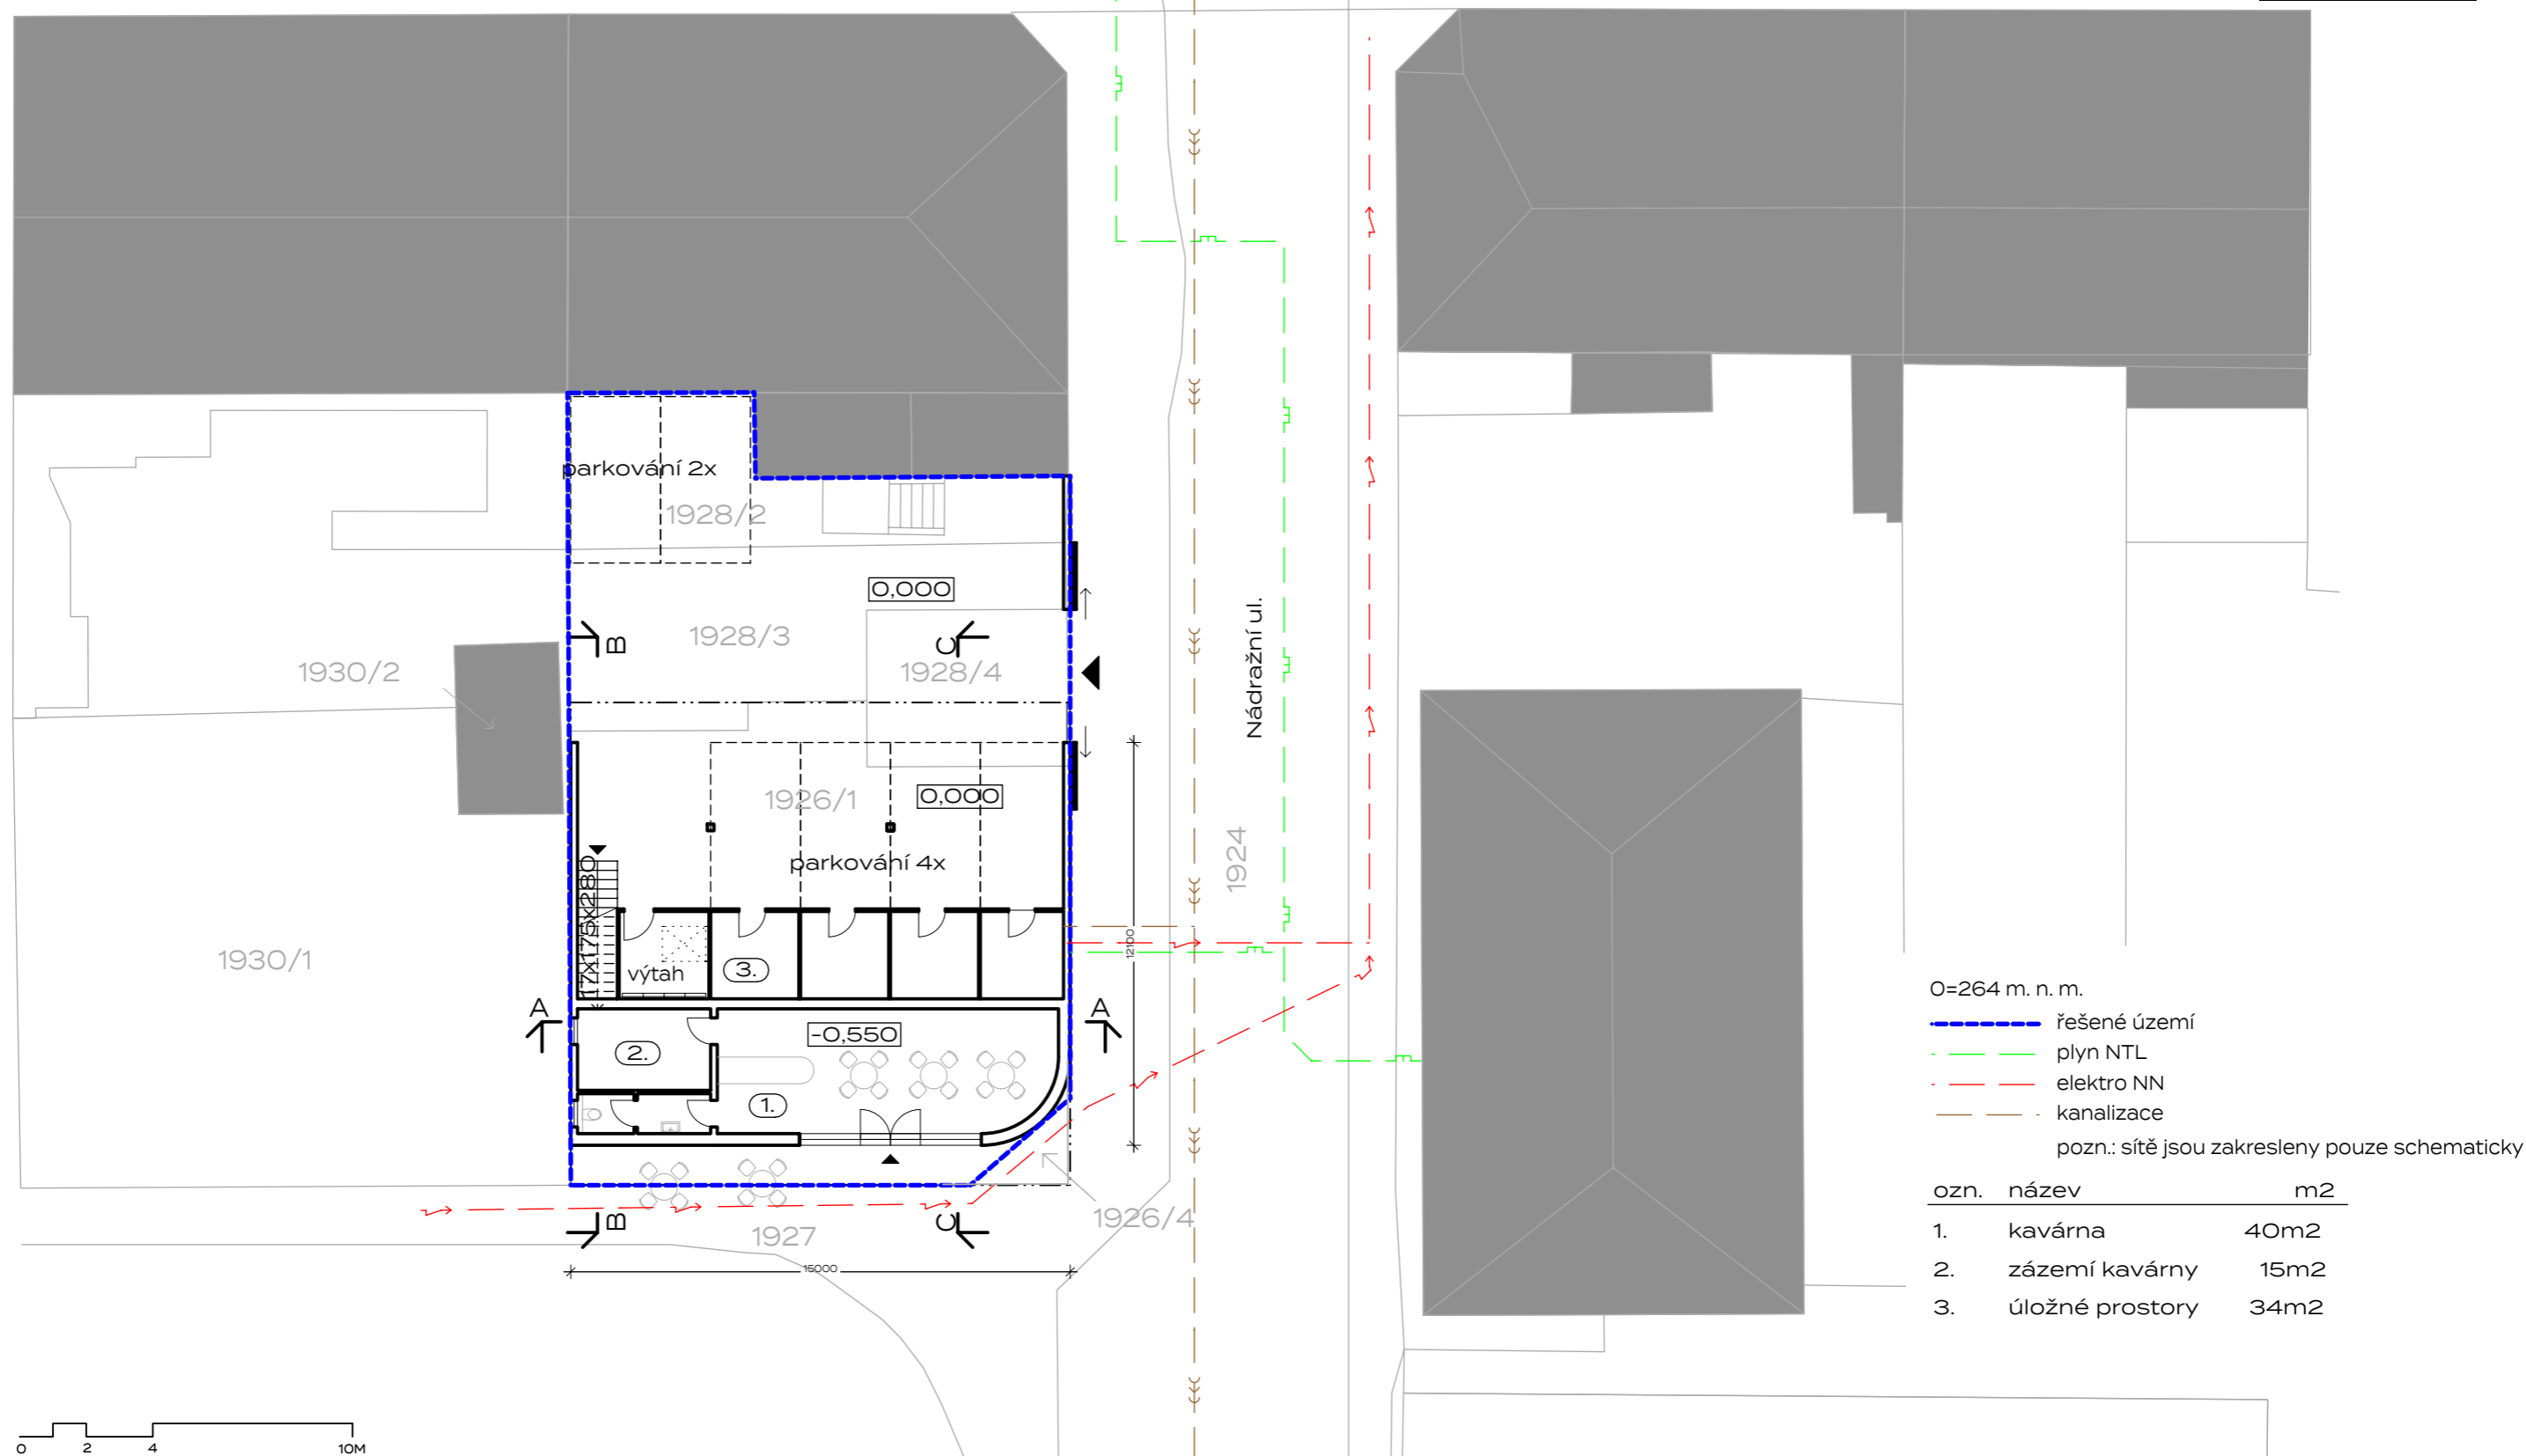 parkování 2x
1928/2
0,000
B
1928/3
C
1928/4
1930/2
Nádražní ul.
1926/1
0,000
parkování 4x
1924
17x175x280
12100
1930/1
výtah
3.
A
A
-0,550
2.
1.
1926/4
B
C
1927
15000
0=264 m. n. m.
řešené území
plyn NTL
elektro NN
kanalizace
pozn.: sítě jsou zakresleny pouze schematicky
ozn. název m2
1. kavárna 40m2
2. zázemí kavárny 15m2
3. úložné prostory 34m2
0 2 4 10M